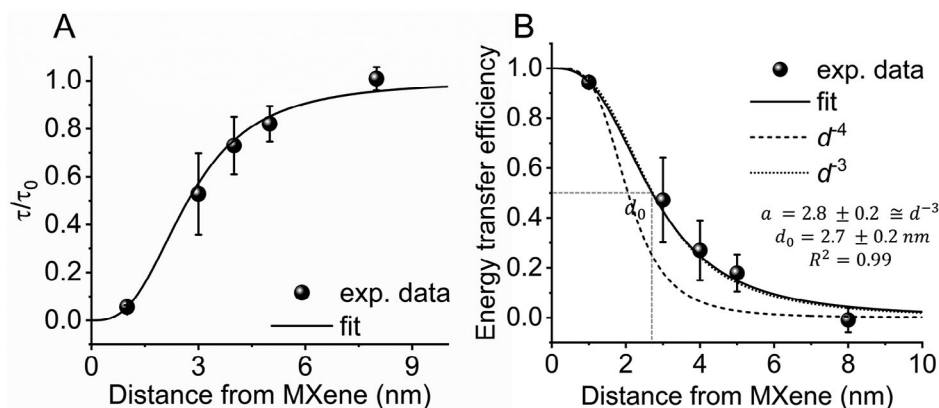 A
τ/τ₀
1.0
0.8
0.6
0.4
0.2
0.0
exp. data
fit
0 3 6 9
Distance from MXene (nm)
B
Energy transfer efficiency
1.0
0.8
0.6
0.4
0.2
0.0
exp. data
fit
d⁻⁴
d⁻³
a = 2.8 ± 0.2 ≅ d⁻³
d₀ = 2.7 ± 0.2 nm
R² = 0.99
d₀
0 2 4 6 8 10
Distance from MXene (nm)